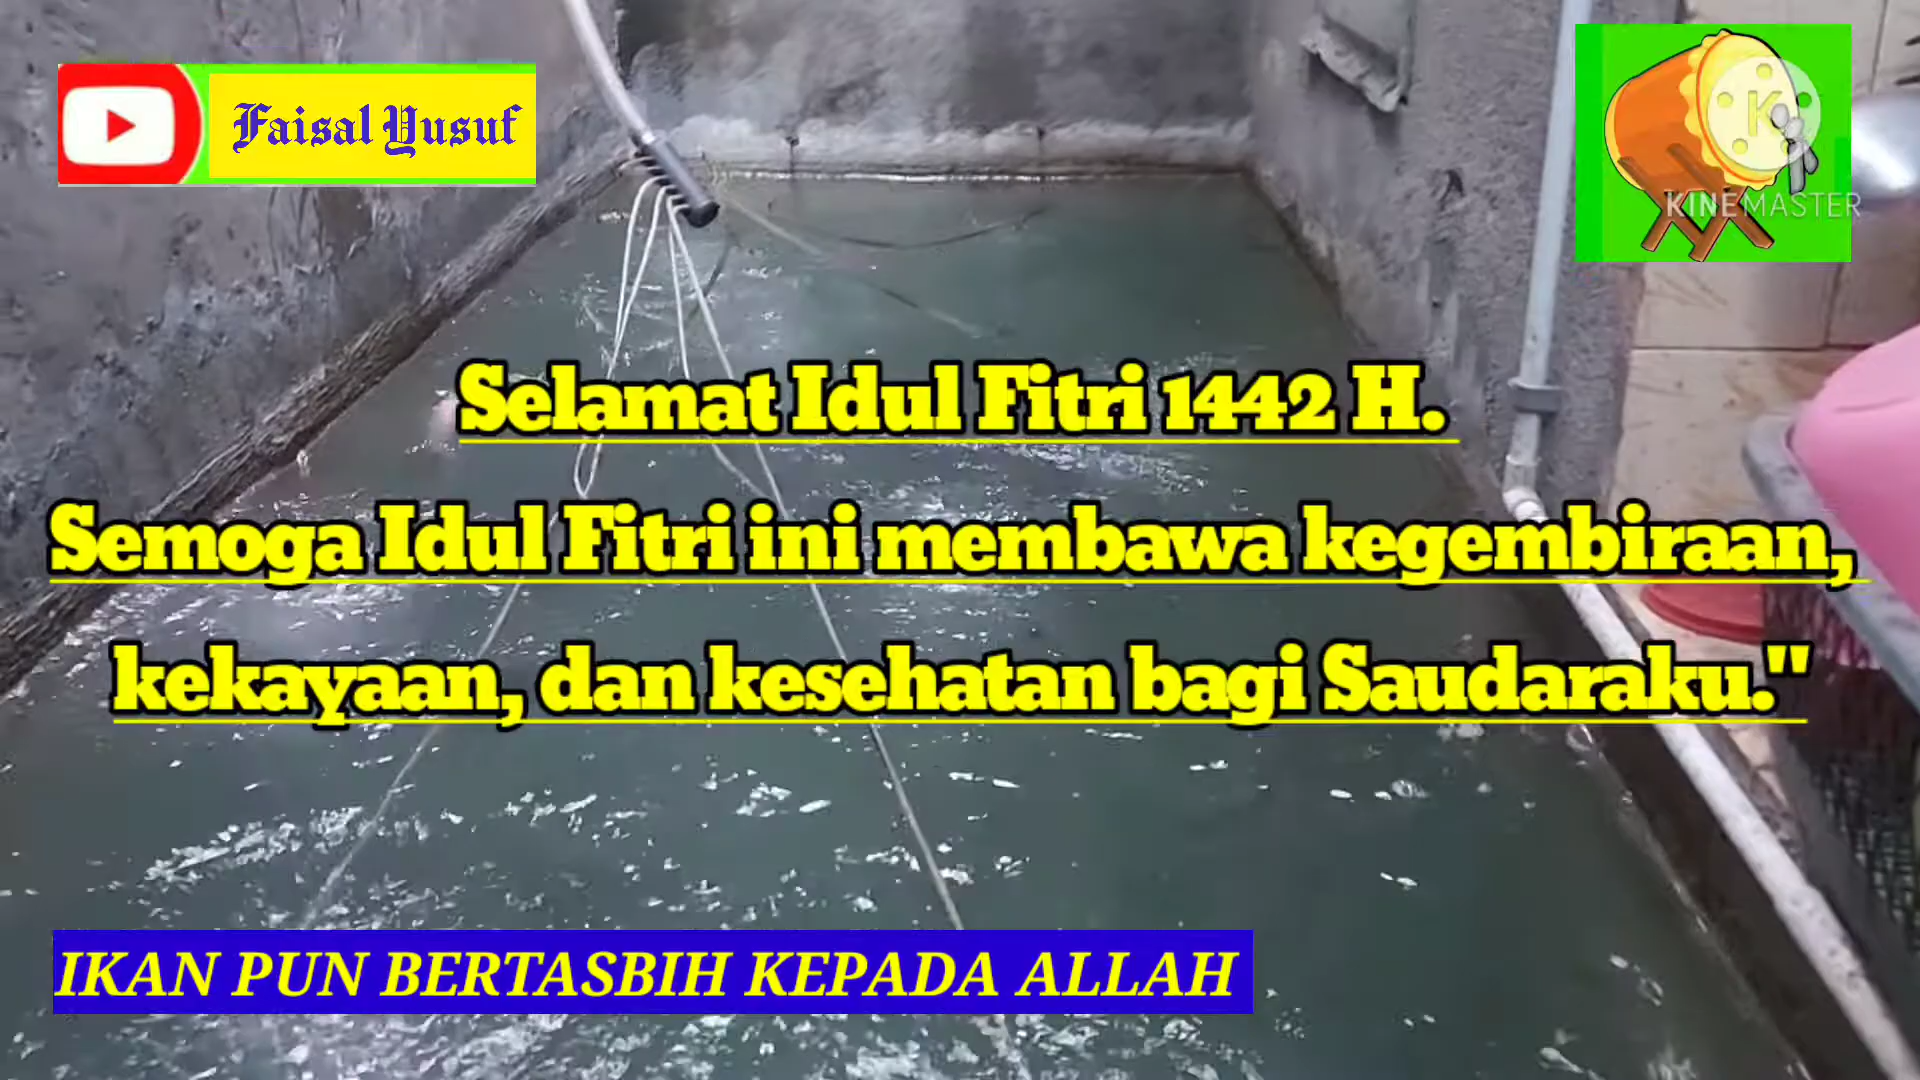 Faisal Yusuf
K
KINEMASTER
Selamat Idul Fitri 1442 H.
Semoga Idul Fitri ini membawa kegembiraan,
kekayaan, dan kesehatan bagi Saudaraku."
IKAN PUN BERTASBIH KEPADA ALLAH